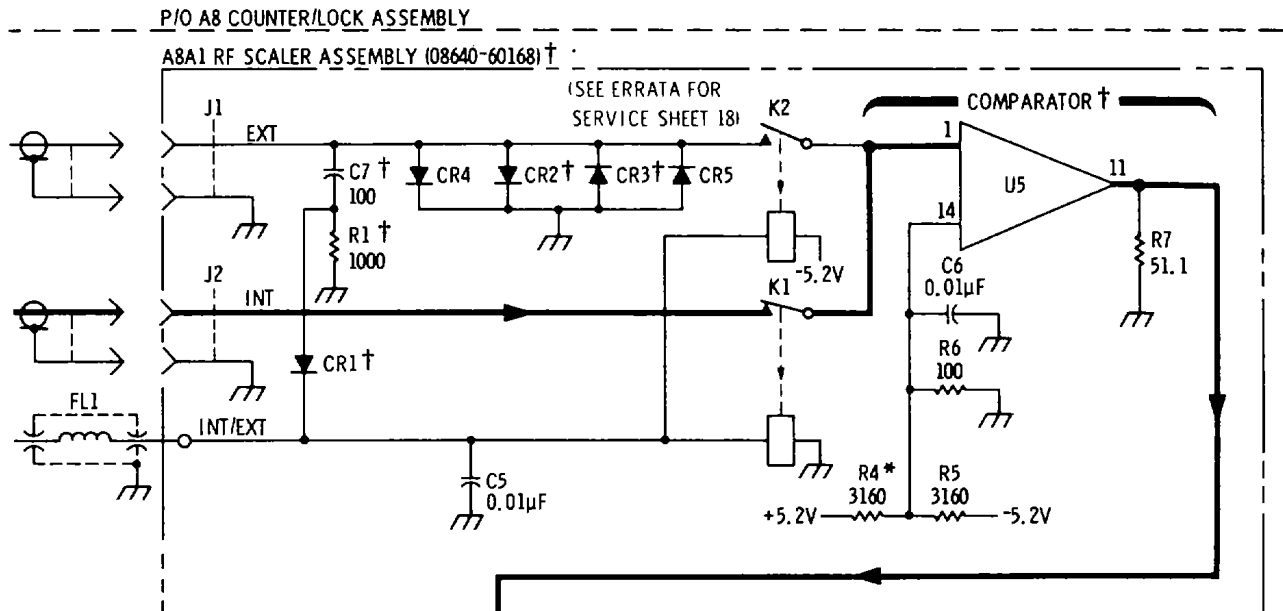 P/O A8 COUNTER/LOCK ASSEMBLY
A8A1 RF SCALER ASSEMBLY (08640-60168) †
(SEE ERRATA FOR
SERVICE SHEET 18)
J1
EXT
K2
COMPARATOR †
C7 †
100
CR4
CR2 †
CR3 †
CR5
1
U5
11
14
R1 †
1000
R7
51.1
-5.2V
C6
0.01µF
J2
INT
K1
CR1 †
R6
100
FL1
INT/EXT
C5
0.01µF
R4*
3160
R5
3160
+5.2V
-5.2V